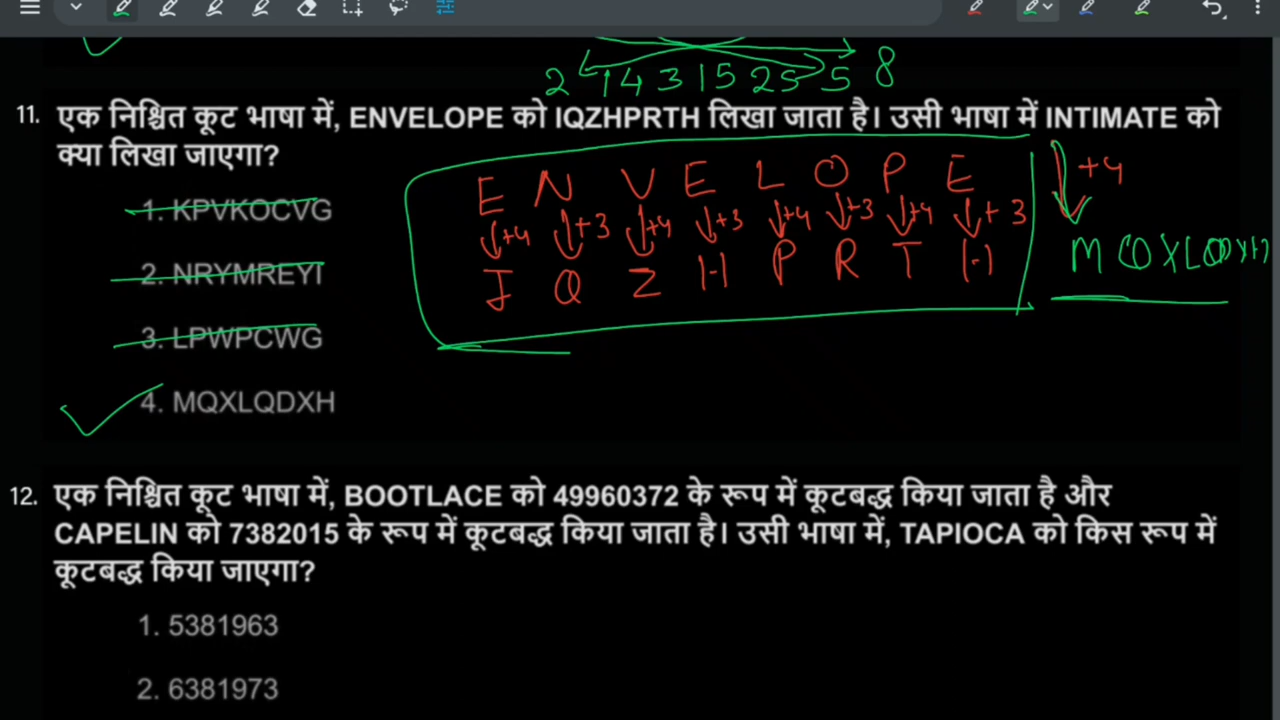 2 14 3 15 25 5 8
11. एक निश्चित कूट भाषा में, ENVELOPE को IQZHPRTH लिखा जाता है। उसी भाषा में INTIMATE को
क्या लिखा जाएगा?
E N V E L O P E
+4 +3 +4 +3 +4 +3 +4 +3
I Q Z H P R T H
+4
1. KPVKOCVG
2. NRYMREYI
3. LPWPCWG
4. MQXLQDXH
12. एक निश्चित कूट भाषा में, BOOTLACE को 49960372 के रूप में कूटबद्ध किया जाता है और
CAPELIN को 7382015 के रूप में कूटबद्ध किया जाता है। उसी भाषा में, TAPIOCA को किस रूप में
कूटबद्ध किया जाएगा?
1. 5381963
2. 6381973